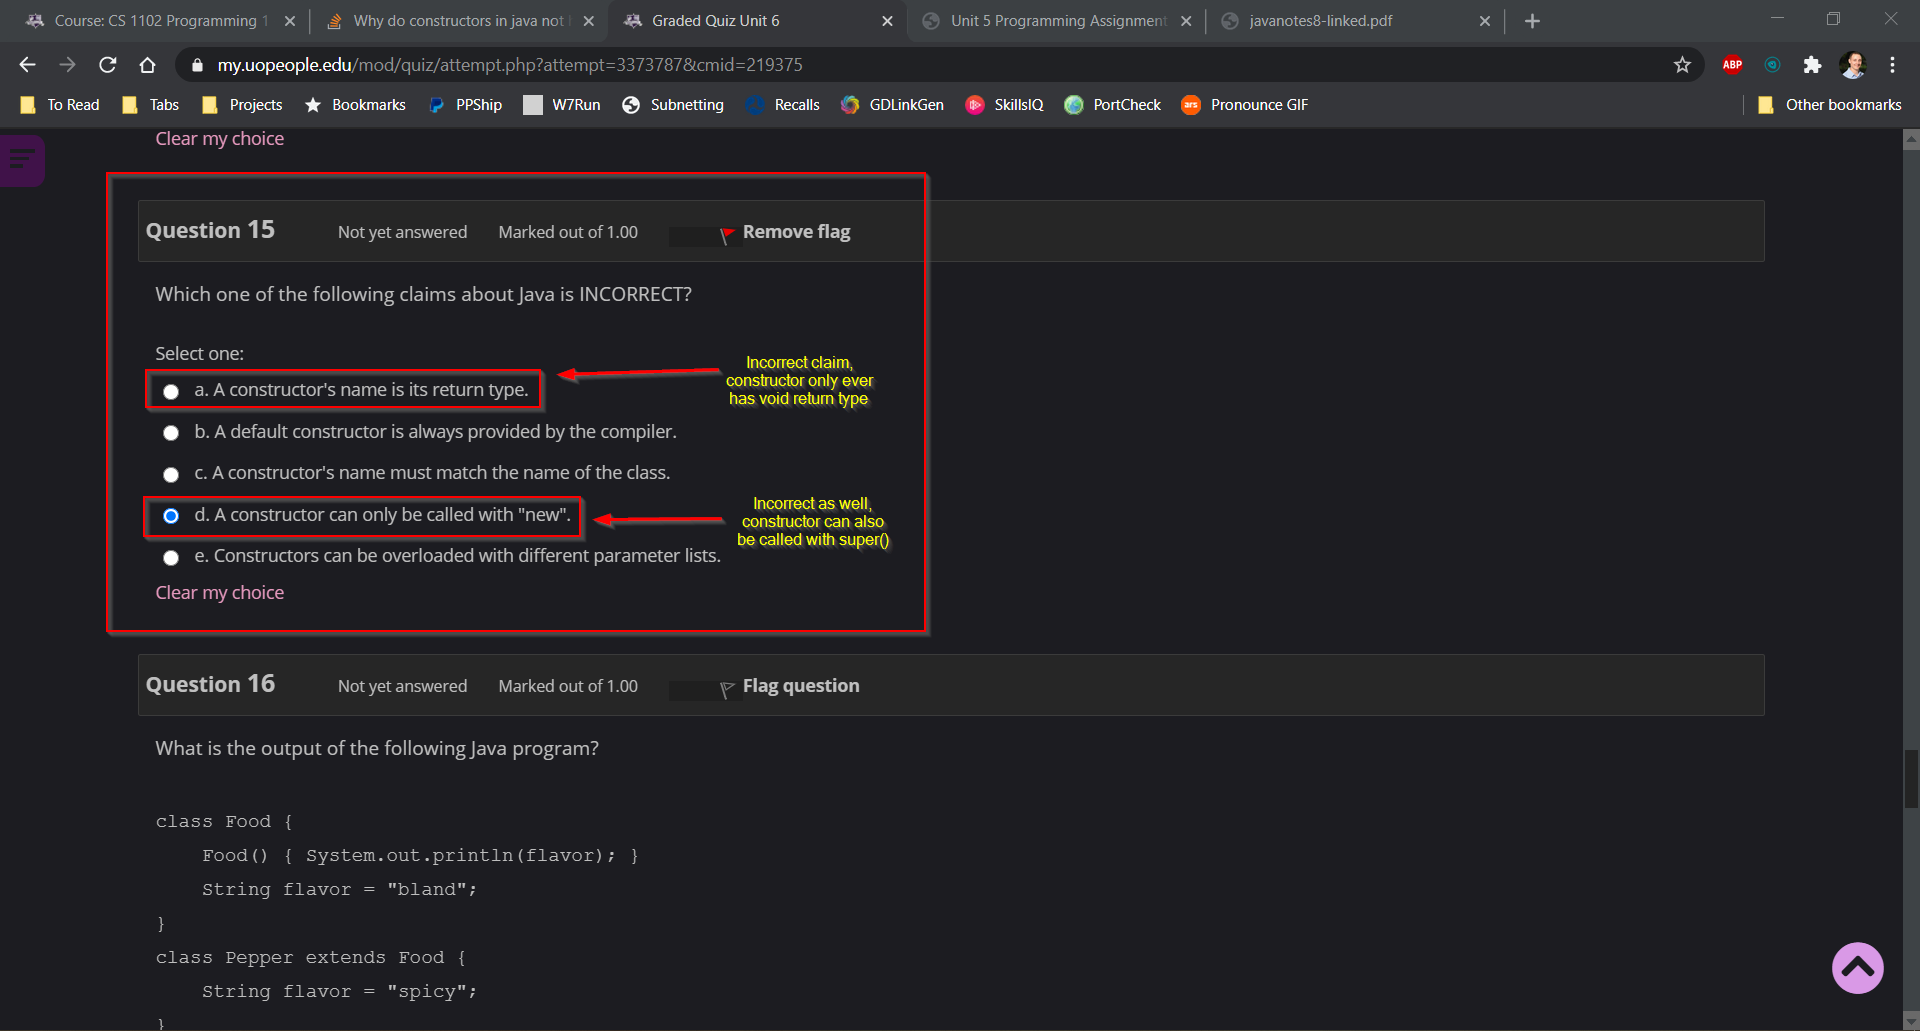 Course: CS 1102 Programming 1
Why do constructors in java not
Graded Quiz Unit 6
Unit 5 Programming Assignment
javanotes8-linked.pdf
my.uopeople.edu/mod/quiz/attempt.php?attempt=3373787&cmid=219375
ABP
To Read
Tabs
Projects
Bookmarks
PPShip
W7Run
Subnetting
Recalls
GDLinkGen
SkillsIQ
PortCheck
ars
Pronounce GIF
Other bookmarks
Clear my choice
Question 15
Not yet answered
Marked out of 1.00
Remove flag
Which one of the following claims about Java is INCORRECT?
Select one:
a. A constructor's name is its return type.
Incorrect claim,
constructor only ever
has void return type
b. A default constructor is always provided by the compiler.
c. A constructor's name must match the name of the class.
d. A constructor can only be called with "new".
Incorrect as well,
constructor can also
be called with super()
e. Constructors can be overloaded with different parameter lists.
Clear my choice
Question 16
Not yet answered
Marked out of 1.00
Flag question
What is the output of the following Java program?
class Food {
Food() { System.out.println(flavor); }
String flavor = "bland";
}
class Pepper extends Food {
String flavor = "spicy";
}